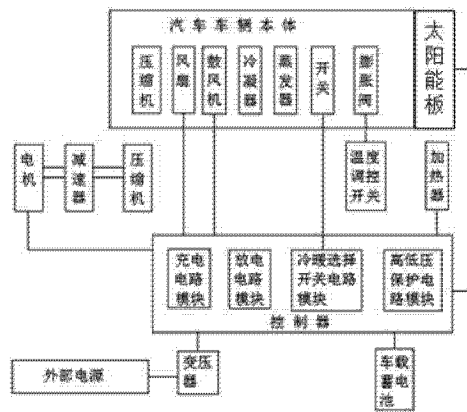 汽车车辆本体
太
阳
能
板
压
缩
机
风
扇
鼓
风
机
冷
凝
器
蒸
发
器
开
关
膨
胀
阀
电
机
减
速
器
压
缩
机
温度
调控
开关
加
热
器
充电
电路
模块
放电
电路
模块
冷暖选择
开关电路
模块
高低压
保护电
路模块
控制器
外部电源
变压
器
车载
蓄电
池